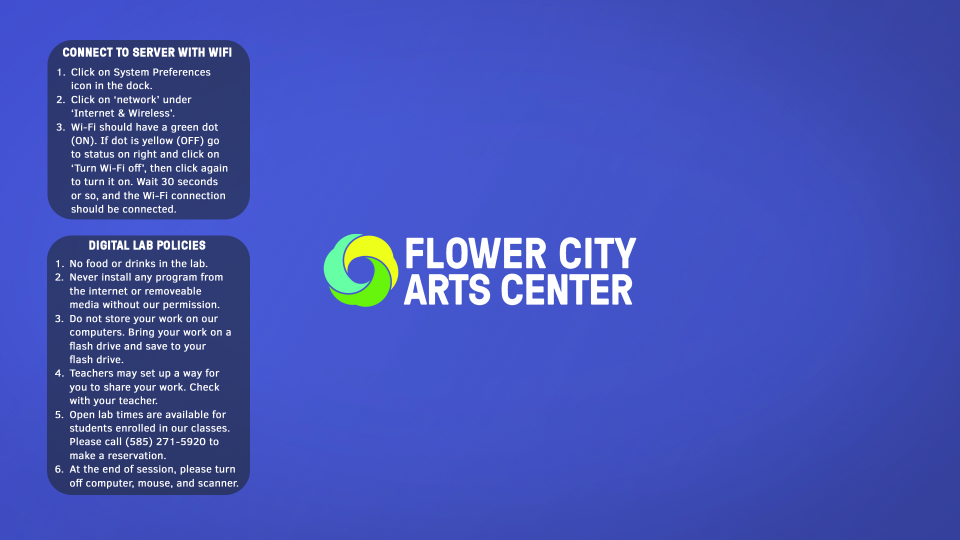 CONNECT TO SERVER WITH WIFI
1. Click on System Preferences
icon in the dock.
2. Click on ‘network’ under
‘Internet & Wireless’.
3. Wi-Fi should have a green dot
(ON). If dot is yellow (OFF) go
to status on right and click on
‘Turn Wi-Fi off’, then click again
to turn it on. Wait 30 seconds
or so, and the Wi-Fi connection
should be connected.
DIGITAL LAB POLICIES
1. No food or drinks in the lab.
2. Never install any program from
the internet or removeable
media without our permission.
3. Do not store your work on our
computers. Bring your work on a
flash drive and save to your
flash drive.
4. Teachers may set up a way for
you to share your work. Check
with your teacher.
5. Open lab times are available for
students enrolled in our classes.
Please call (585) 271-5920 to
make a reservation.
6. At the end of session, please turn
off computer, mouse, and scanner.
FLOWER CITY
ARTS CENTER